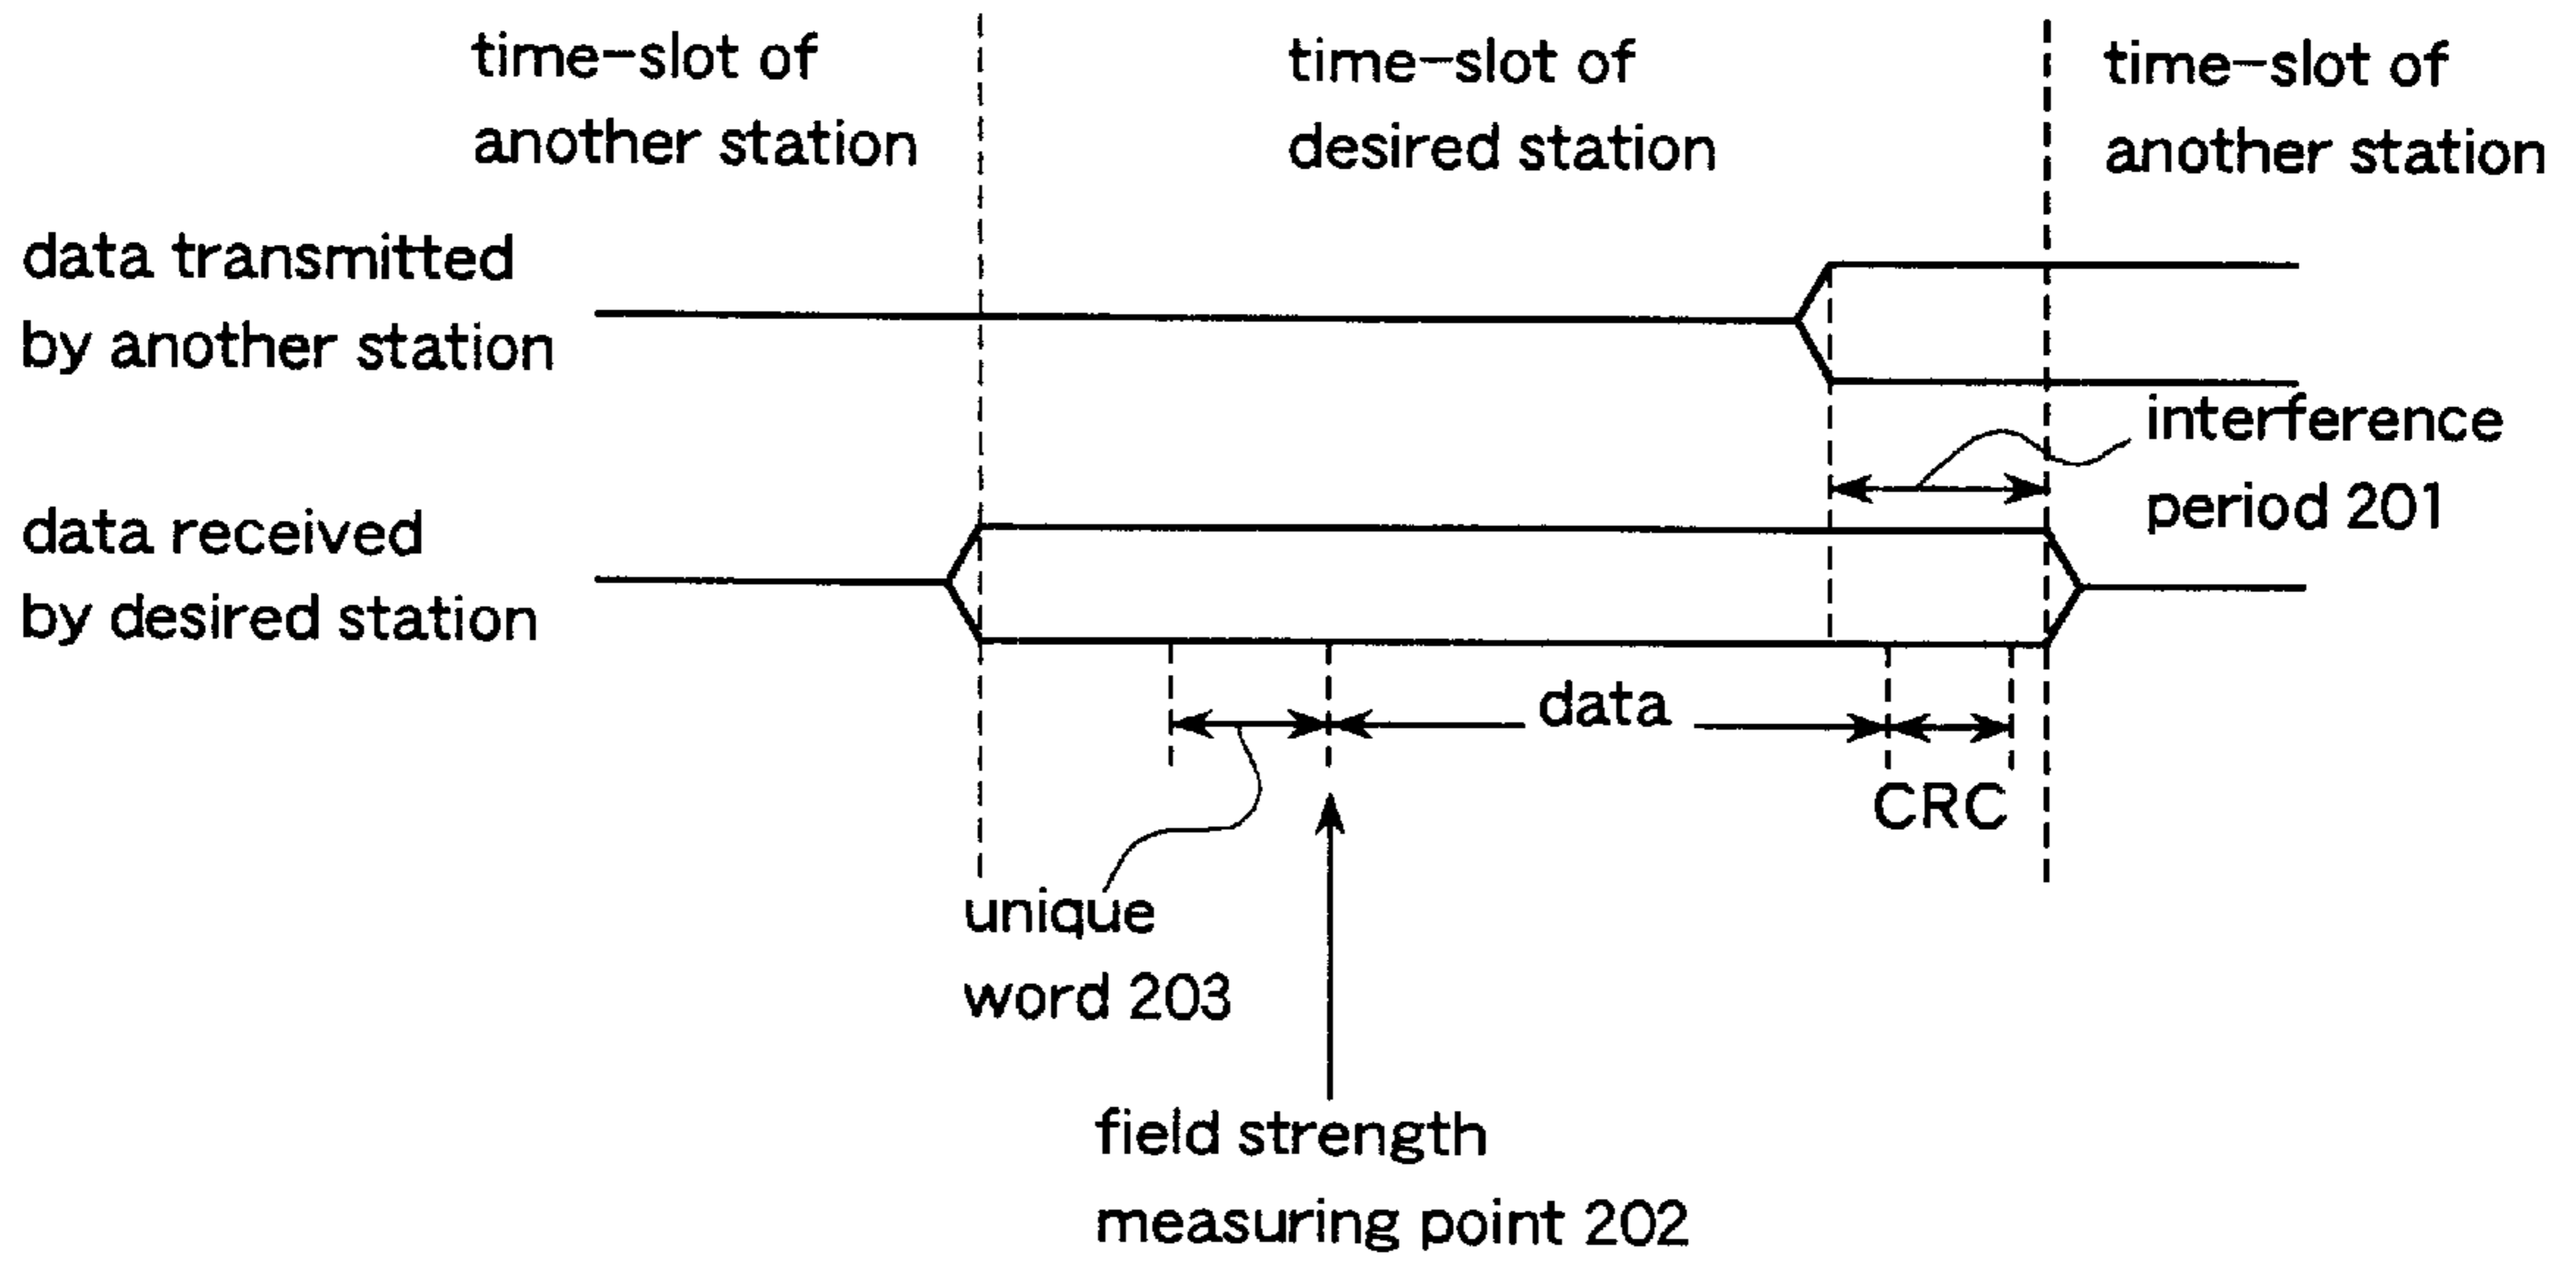 time-slot of
another station
time-slot of
desired station
time-slot of
another station
data transmitted
by another station
interference
period 201
data received
by desired station
data
CRC
unique
word 203
field strength
measuring point 202